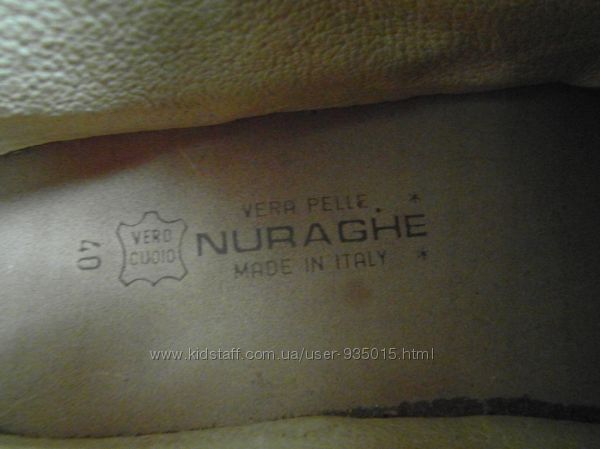 40
VERO
CUOIO
VERA PELLE *
NURAGHE
MADE IN ITALY *
www.kidstaff.com.ua/user-935015.html